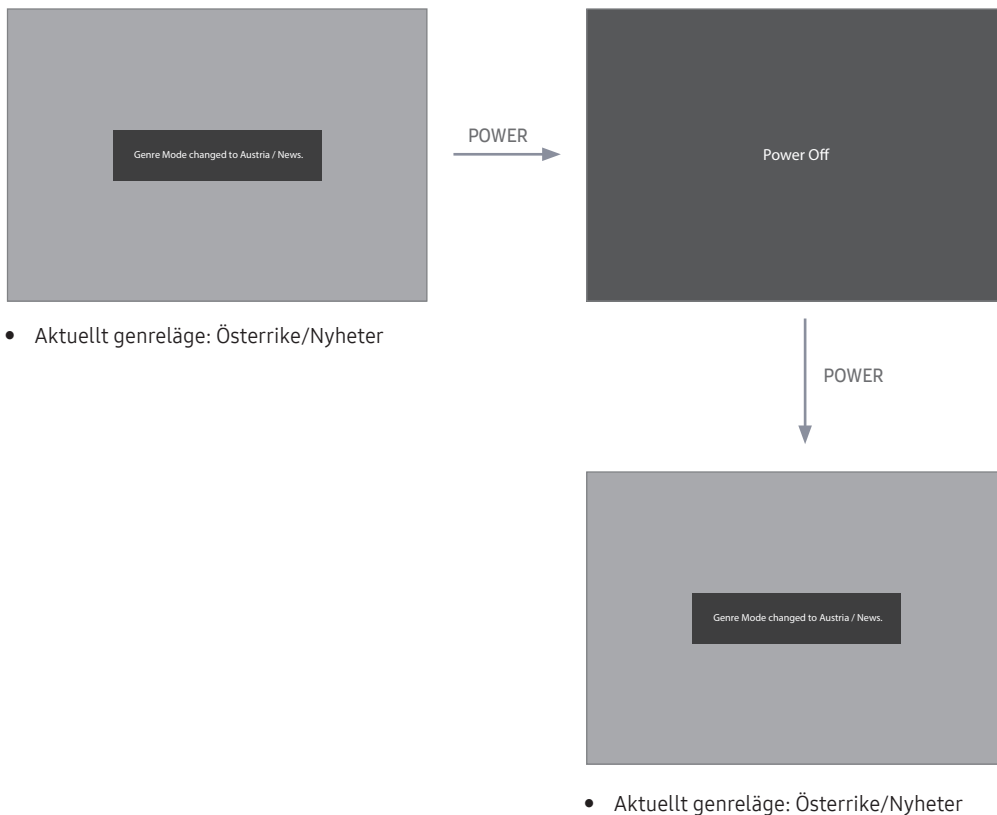 Genre Mode changed to Austria / News.
POWER
Power Off
• Aktuellt genreläge: Österrike/Nyheter
POWER
Genre Mode changed to Austria / News.
• Aktuellt genreläge: Österrike/Nyheter